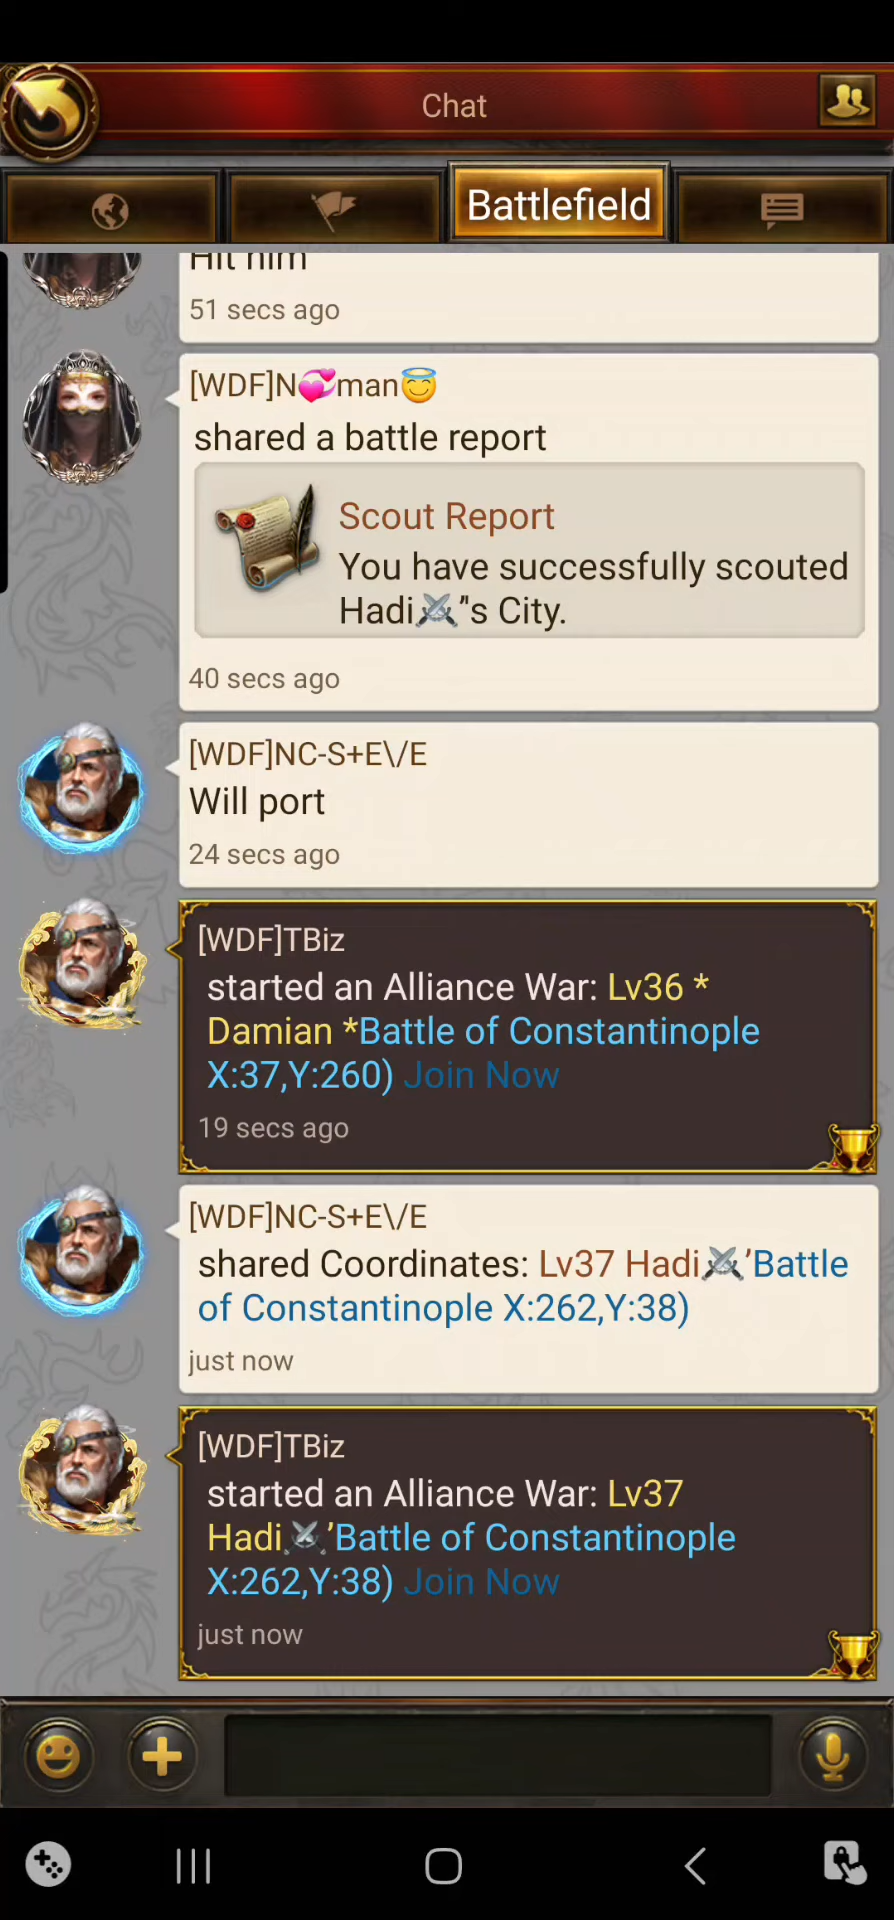 Chat
Battlefield
Hit him
51 secs ago
[WDF]N💞man😇
shared a battle report
Scout Report
You have successfully scouted
Hadi⚔"s City.
40 secs ago
[WDF]NC-S+E\/E
Will port
24 secs ago
[WDF]TBiz
started an Alliance War: Lv36 *
Damian *Battle of Constantinople
X:37,Y:260) Join Now
19 secs ago
[WDF]NC-S+E\/E
shared Coordinates: Lv37 Hadi⚔’Battle
of Constantinople X:262,Y:38)
just now
[WDF]TBiz
started an Alliance War: Lv37
Hadi⚔’Battle of Constantinople
X:262,Y:38) Join Now
just now